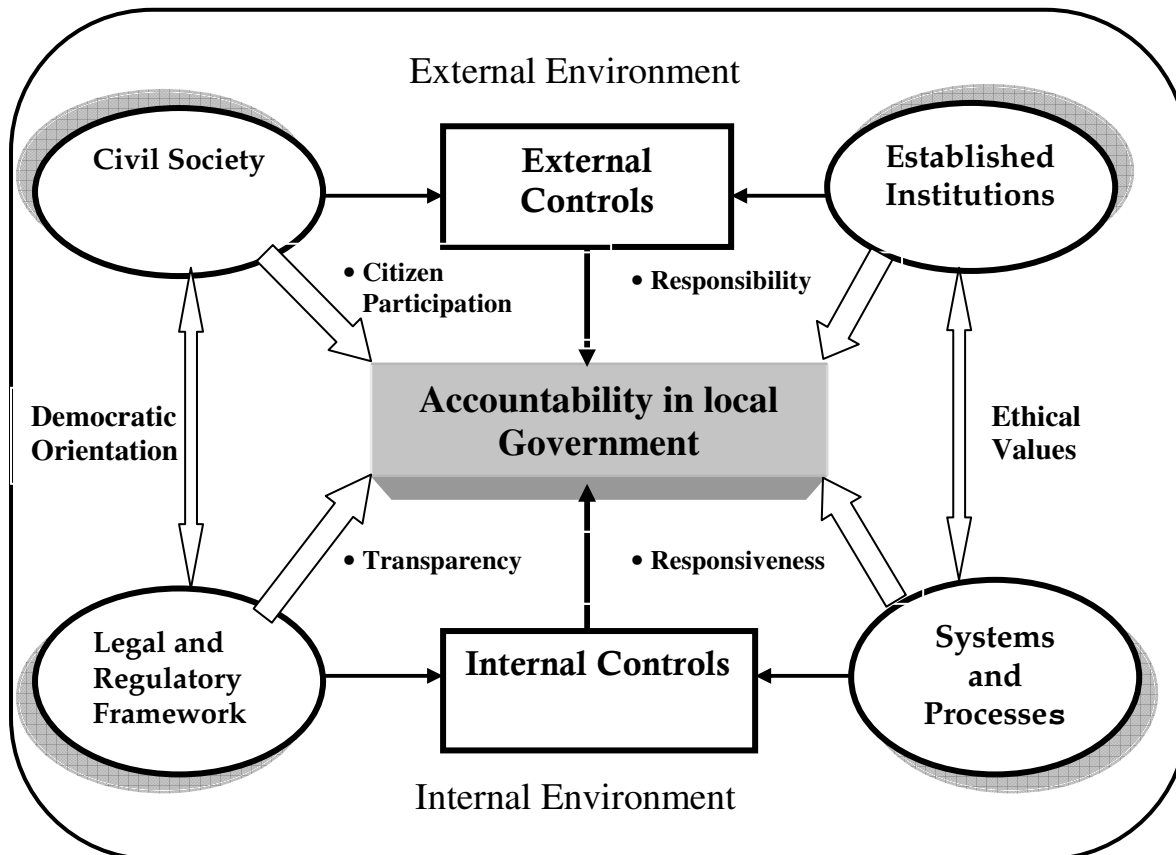 External Environment
Civil Society
External
Controls
Established
Institutions
• Citizen
Participation
• Responsibility
Accountability in local
Government
Democratic
Orientation
Ethical
Values
• Transparency
• Responsiveness
Legal and
Regulatory
Framework
Internal Controls
Systems
and
Processes
Internal Environment